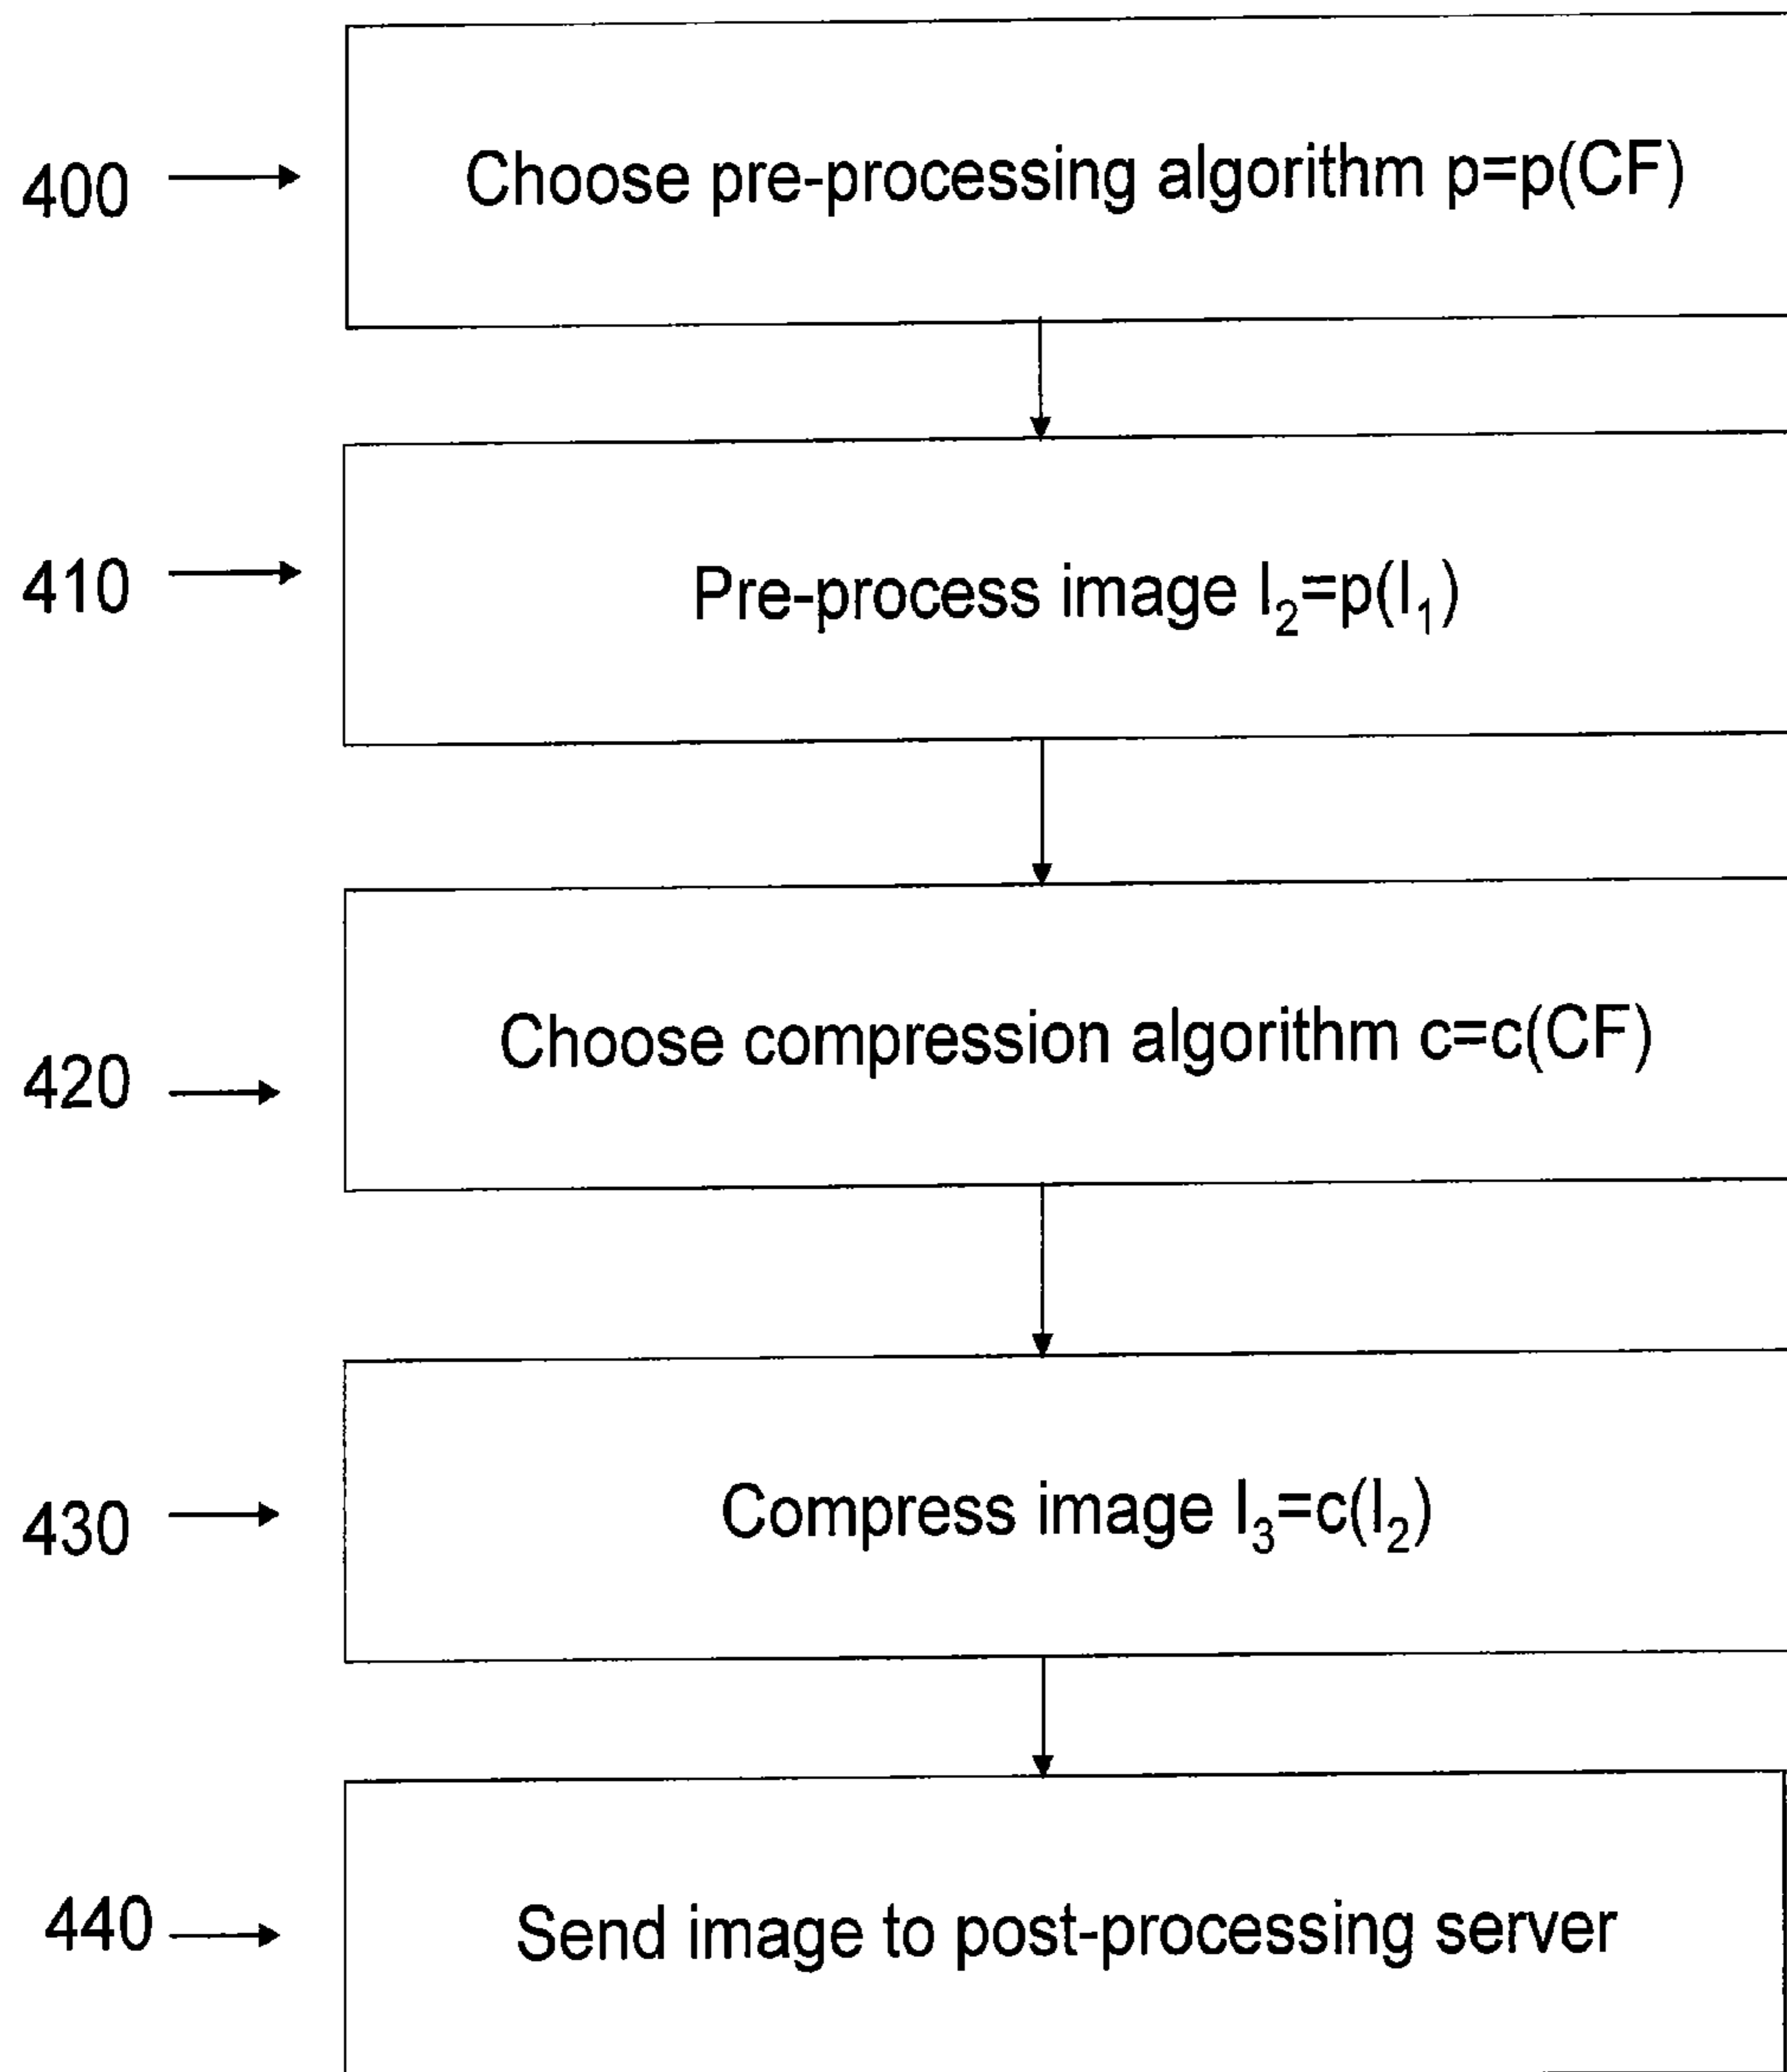 400 Choose pre-processing algorithm p=p(CF)
410 Pre-process image I₂=p(I₁)
420 Choose compression algorithm c=c(CF)
430 Compress image I₃=c(I₂)
440 Send image to post-processing server